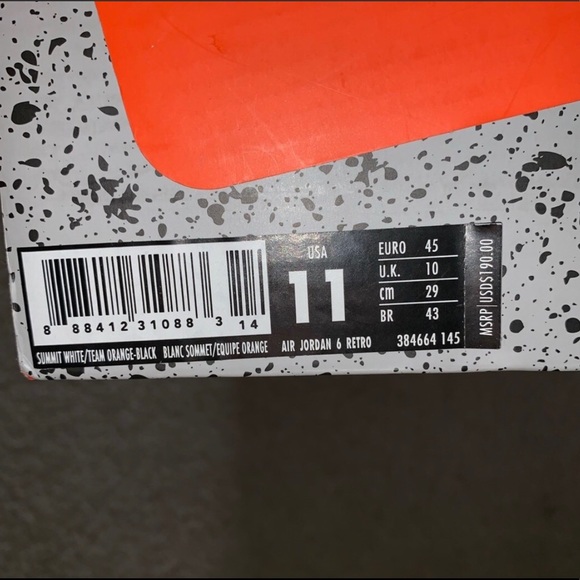 USA
11
EURO 45
U.K. 10
cm 29
BR 43
MSRP USD$190.00
8 88412 31088 3 14
SUMMIT WHITE/TEAM ORANGE-BLACK BLANC SOMMET/EQUIPE ORANGE
AIR JORDAN 6 RETRO
384664 145